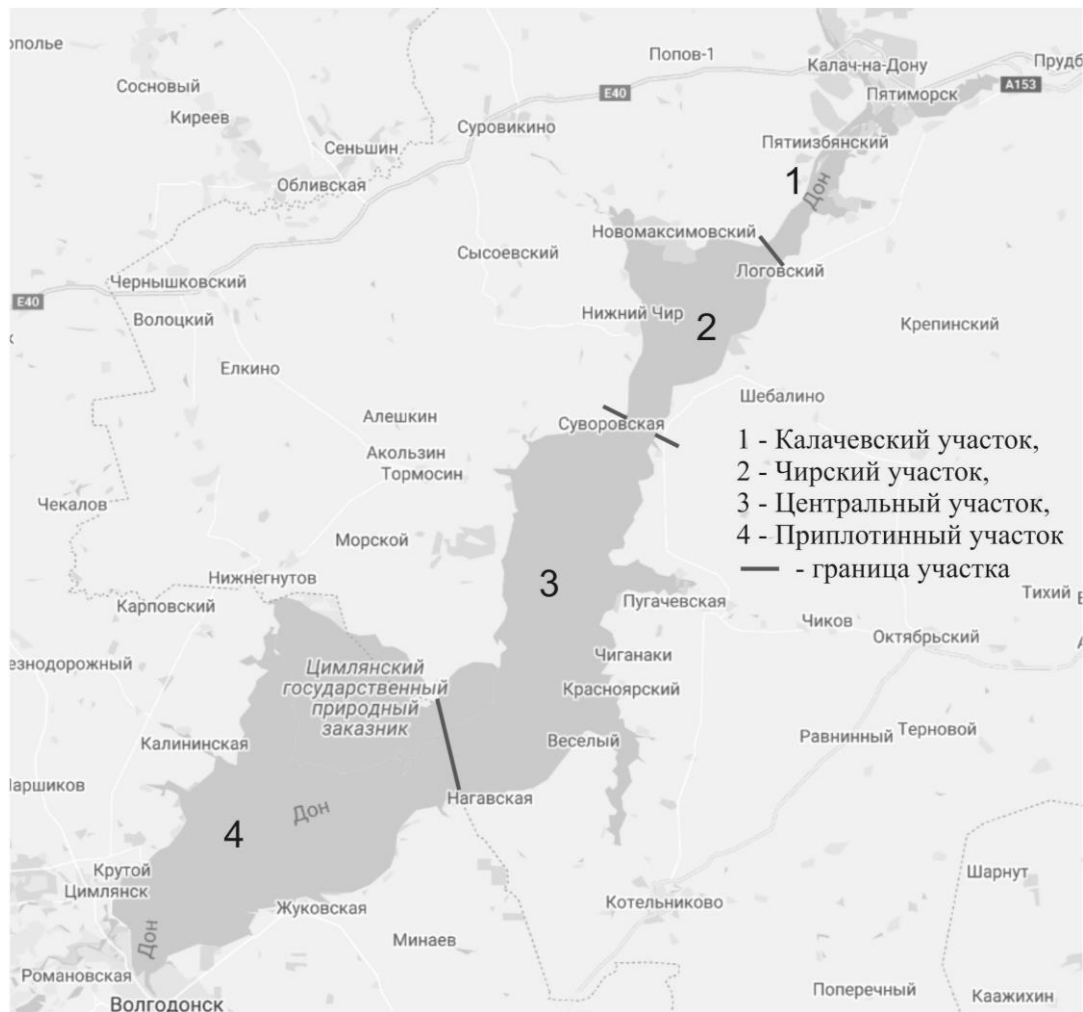 ополье
Попов-1
Калач-на-Дону
Прудб
Сосновый
E40
Пятиморск
A153
Киреев
Суровикино
Сеньшин
Пятиизбянский
Обливская
1
Дон
Новомаксимовский
Сысоевский
Логовский
Чернышковский
E40
Волоцкий
Нижний Чир
2
Крепинский
Елкино
Шебалино
Алешкин
Суворовская
1 - Калачевский участок,
Акользин
Тормосин
2 - Чирский участок,
Чекалов
3 - Центральный участок,
Морской
4 - Приплотинный участок
- граница участка
Нижнегнутов
3
Карповский
Пугачевская
Тихий
Чиков
Октябрьский
езнодорожный
Цимлянский
государственный
природный
заказник
Чиганаки
Красноярский
Калининская
Веселый
Равнинный
Терновой
Паршиков
Нагавская
Дон
4
Крутой
Цимлянск
Шарнут
Жуковская
Котельниково
Дон
Минаев
Романовская
Волгодонск
Поперечный
Каажихин